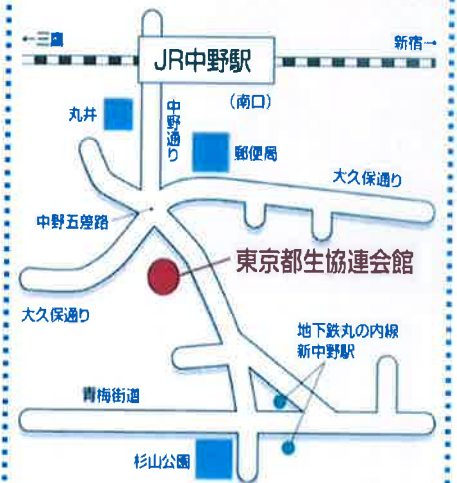 ←三鷹
新宿→
JR中野駅
(南口)
丸井
中野通り
郵便局
大久保通り
中野五差路
東京都生協連会館
大久保通り
地下鉄丸の内線
新中野駅
青梅街道
杉山公園